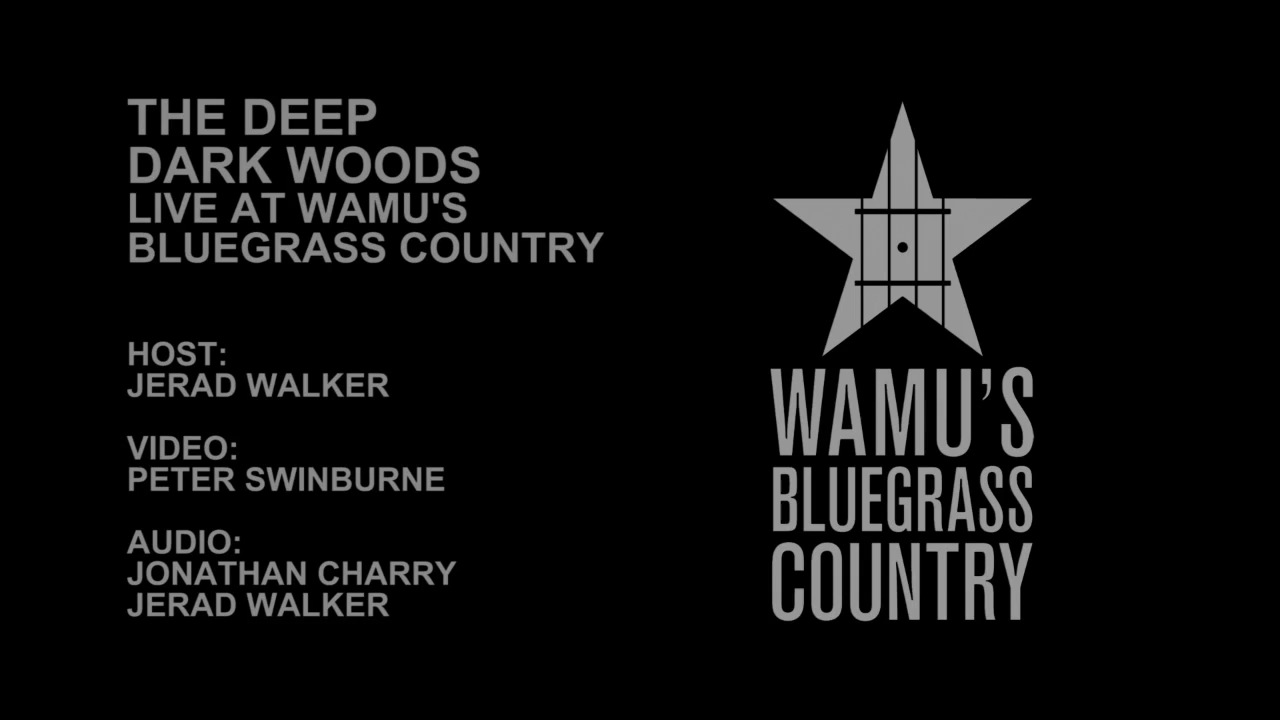 THE DEEP
DARK WOODS
LIVE AT WAMU'S
BLUEGRASS COUNTRY
HOST:
JERAD WALKER
VIDEO:
PETER SWINBURNE
AUDIO:
JONATHAN CHARRY
JERAD WALKER
WAMU'S
BLUEGRASS
COUNTRY